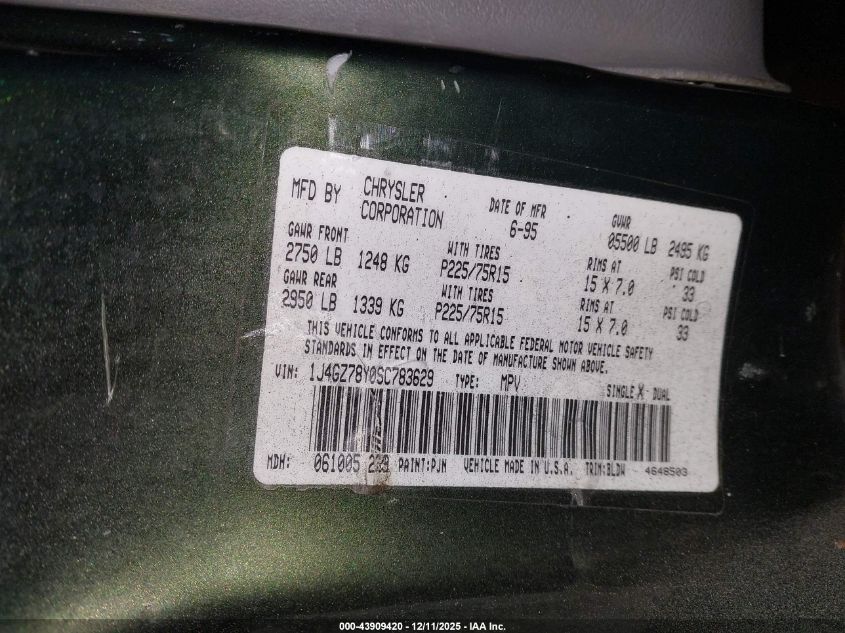 MFD BY CHRYSLER CORPORATION DATE OF MFR 6-95 GVWR 05500 LB 2495 KG
GAWR FRONT WITH TIRES RIMS AT PSI COLD
2750 LB 1248 KG P225/75R15 15 X 7.0 33
GAWR REAR WITH TIRES RIMS AT PSI COLD
2950 LB 1339 KG P225/75R15 15 X 7.0 33
THIS VEHICLE CONFORMS TO ALL APPLICABLE FEDERAL MOTOR VEHICLE SAFETY
STANDARDS IN EFFECT ON THE DATE OF MANUFACTURE SHOWN ABOVE.
VIN: 1J4GZ78Y0SC783629 TYPE: MPV SINGLE X DUAL
MDH: 061005 PAINT:PJN VEHICLE MADE IN U.S.A. TRIM:BLDW 4648503
000-43909420 - 12/11/2025 - IAA Inc.